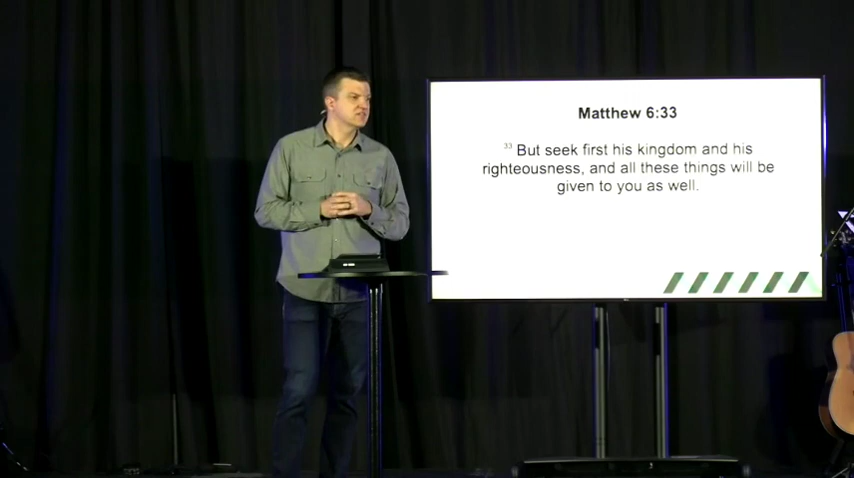 Matthew 6:33
33 But seek first his kingdom and his
righteousness, and all these things will be
given to you as well.